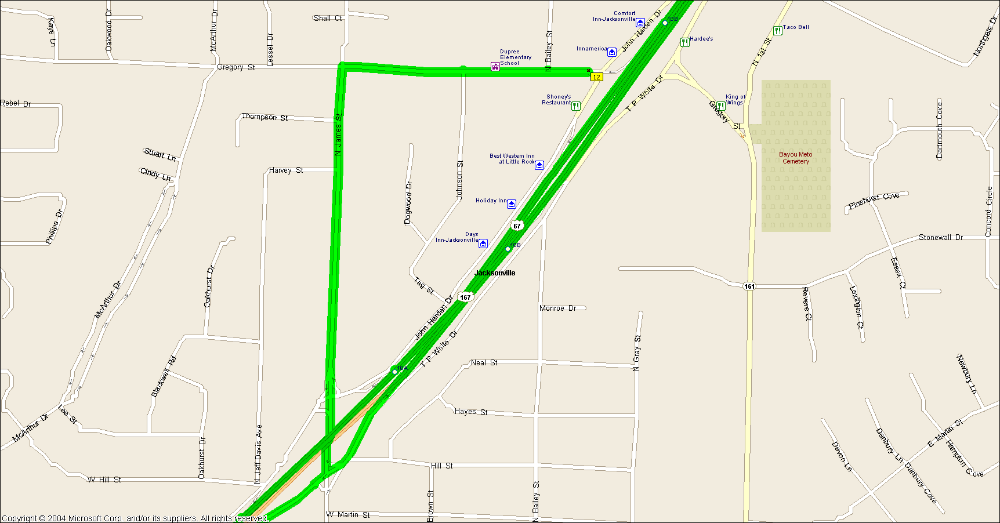 Kaye Ln
Oakwood Dr
McArthur Dr
Lessel Dr
Shall Ct
Gregory St
Dupree
Elementary
School
N Bailey St
Comfort
Inn-Jacksonville
Innamerica
John Harden Dr
10B
Hardee's
Taco Bell
N 1st St
Northgate Dr
12
Rebel Dr
Thompson St
N James St
Shoney's
Restaurant
T P White Dr
King of
Wings
Gregory
St
Dartmouth Cove
Stuart Ln
Cindy Ln
Harvey St
Johnson St
Best Western Inn
at Little Rock
Bayou Meto
Cemetery
Dogwood Dr
Holiday Inn
Pinehurst Cove
Concord Circle
Phillips Dr
67
Days
Inn-Jacksonville
10B
Stonewall Dr
Jacksonville
Essex Ct
Oakhurst Dr
McArthur Dr
Tag St
167
161
Revere Ct
Lexington Ct
John Harden Dr
Monroe Dr
T P White Dr
N Gray St
Blackwell Rd
10A
Neal St
Newbury Ln
McArthur Dr
Lee St
Hayes St
E Martin St
Oakhurst Dr
N Jeff Davis Ave
Devon Ln
Danbury Ln
Danbury Cove
Hampton Cove
W Hill St
Hill St
Brown St
N Bailey St
W Martin St
Copyright © 2004 Microsoft Corp. and/or its suppliers. All rights reserved.